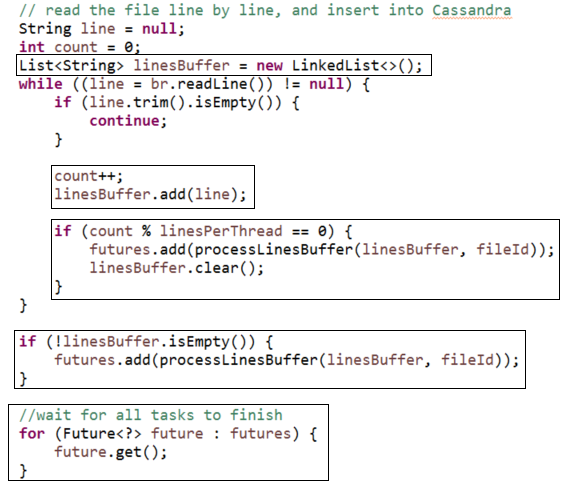 // read the file line by line, and insert into Cassandra
String line = null;
int count = 0;
List<String> linesBuffer = new LinkedList<>();
while ((line = br.readLine()) != null) {
    if (line.trim().isEmpty()) {
        continue;
    }
    count++;
    linesBuffer.add(line);
    if (count % linesPerThread == 0) {
        futures.add(processLinesBuffer(linesBuffer, fileId));
        linesBuffer.clear();
    }
}
if (!linesBuffer.isEmpty()) {
    futures.add(processLinesBuffer(linesBuffer, fileId));
}
//wait for all tasks to finish
for (Future<?> future : futures) {
    future.get();
}